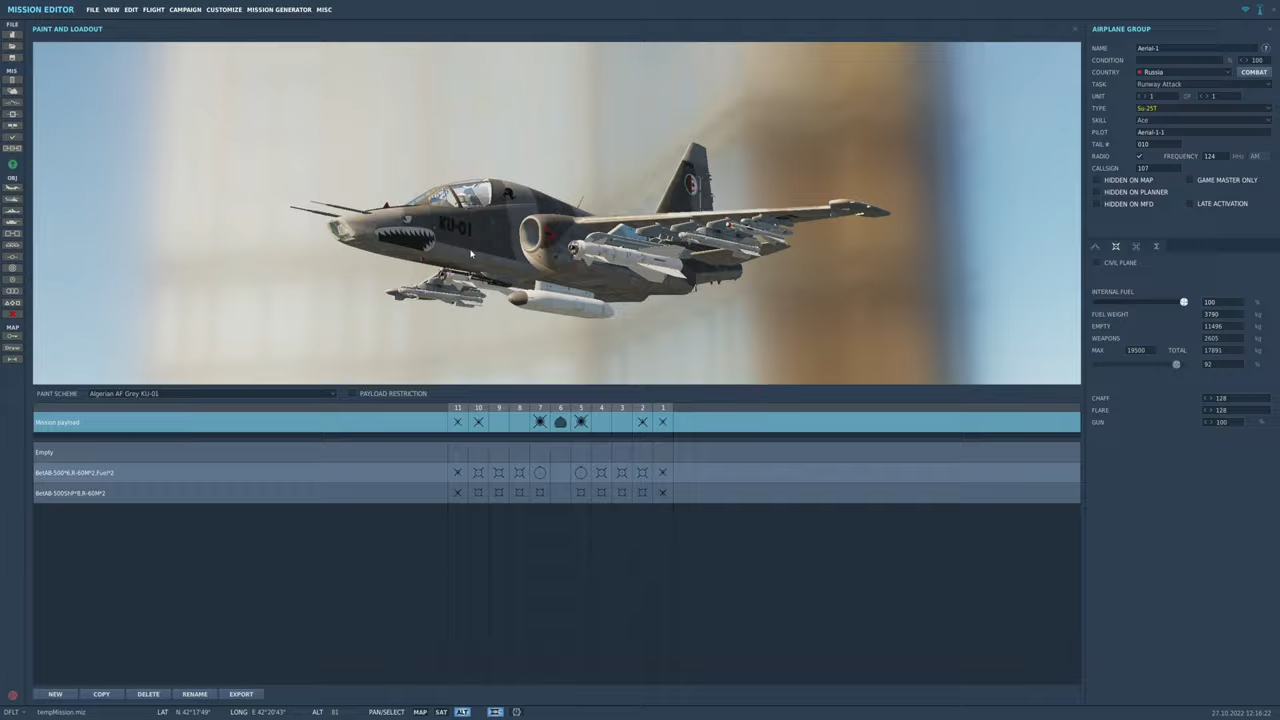 MISSION EDITOR FILE VIEW EDIT FLIGHT CAMPAIGN CUSTOMIZE MISSION GENERATOR MISC
FILE
MIS
OBJ
MAP
Draw
PAINT AND LOADOUT
KU-01
PAINT SCHEME Algerian AF Grey KU-01 PAYLOAD RESTRICTION
11 10 9 8 7 6 5 4 3 2 1
Mission payload
Empty
BetAB-500*6,R-60M*2,Fuel*2
BetAB-500ShP*8,R-60M*2
NEW COPY DELETE RENAME EXPORT
AIRPLANE GROUP
NAME Aerial-1 ?
CONDITION % < > 100
COUNTRY Russia COMBAT
TASK Runway Attack
UNIT < > 1 OF < > 1
TYPE Su-25T
SKILL Ace
PILOT Aerial-1-1
TAIL # 010
RADIO FREQUENCY 124 MHz AM
CALLSIGN 107
HIDDEN ON MAP GAME MASTER ONLY
HIDDEN ON PLANNER
HIDDEN ON MFD LATE ACTIVATION
CIVIL PLANE
INTERNAL FUEL 100 %
FUEL WEIGHT 3790 kg
EMPTY 11496 kg
WEAPONS 2605 kg
MAX 19500 TOTAL 17891 kg
92 %
CHAFF < > 128
FLARE < > 128
GUN < > 100 %
DFLT tempMission.miz LAT N 42°17'49" LONG E 42°20'43" ALT 81 PAN/SELECT MAP SAT ALT 27.10.2022 12:16:22